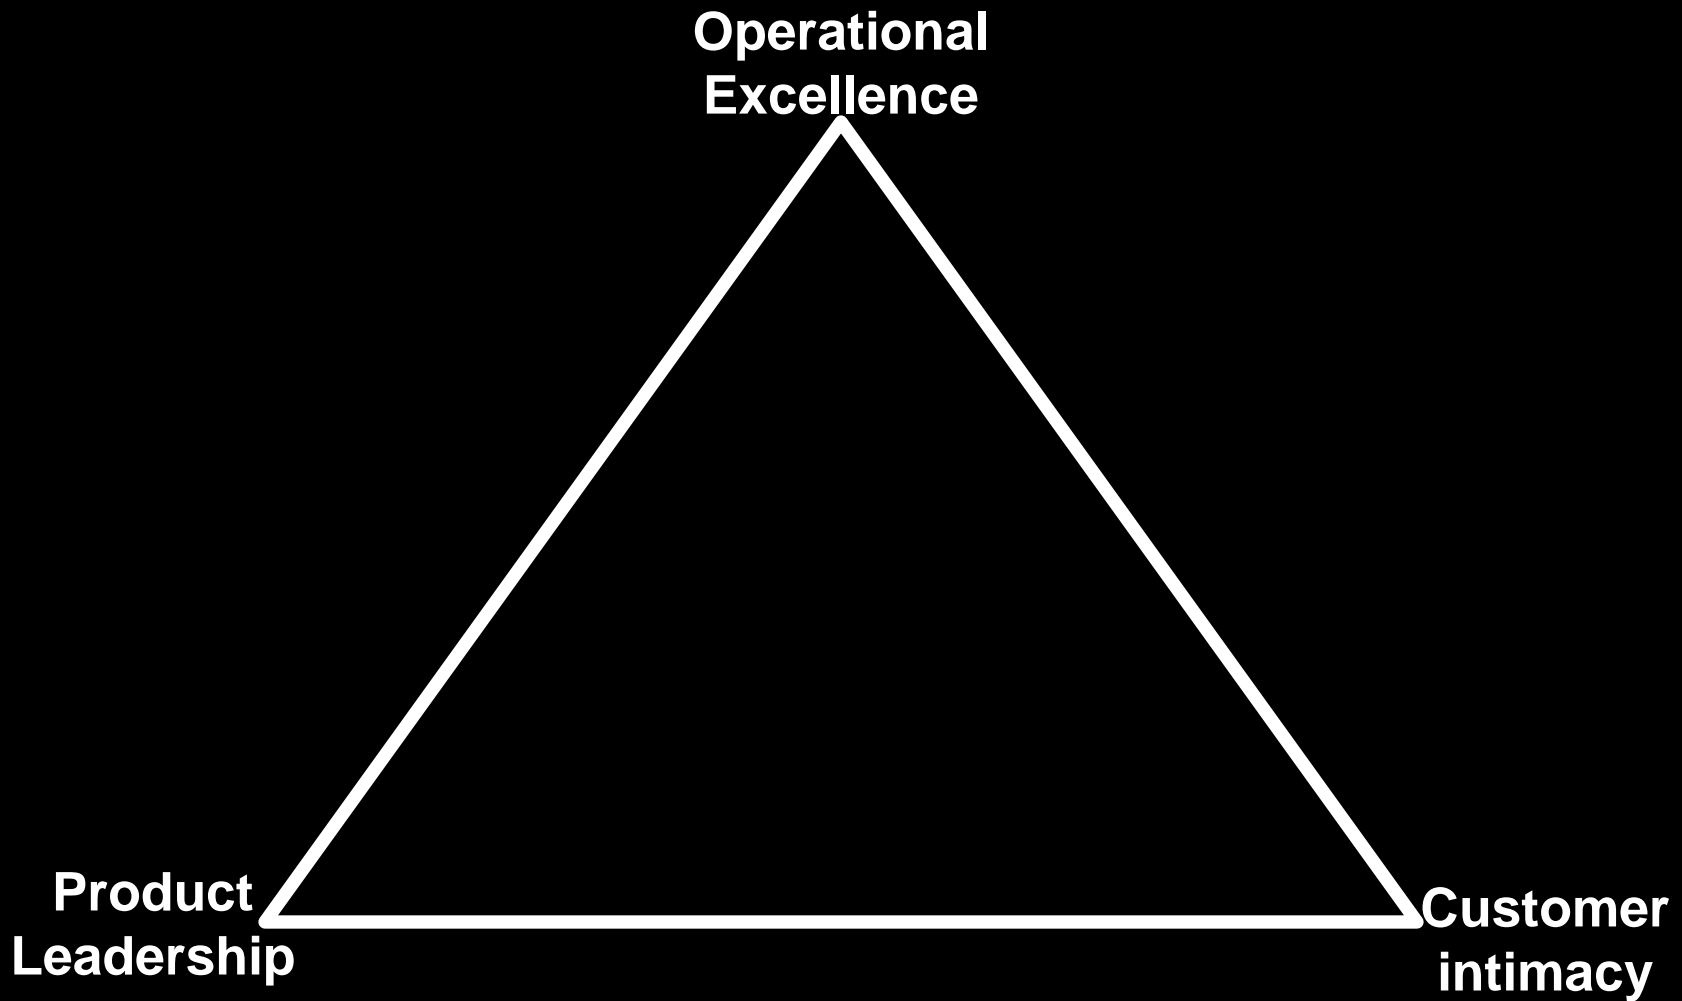 Operational
Excellence
Product
Leadership
Customer
intimacy